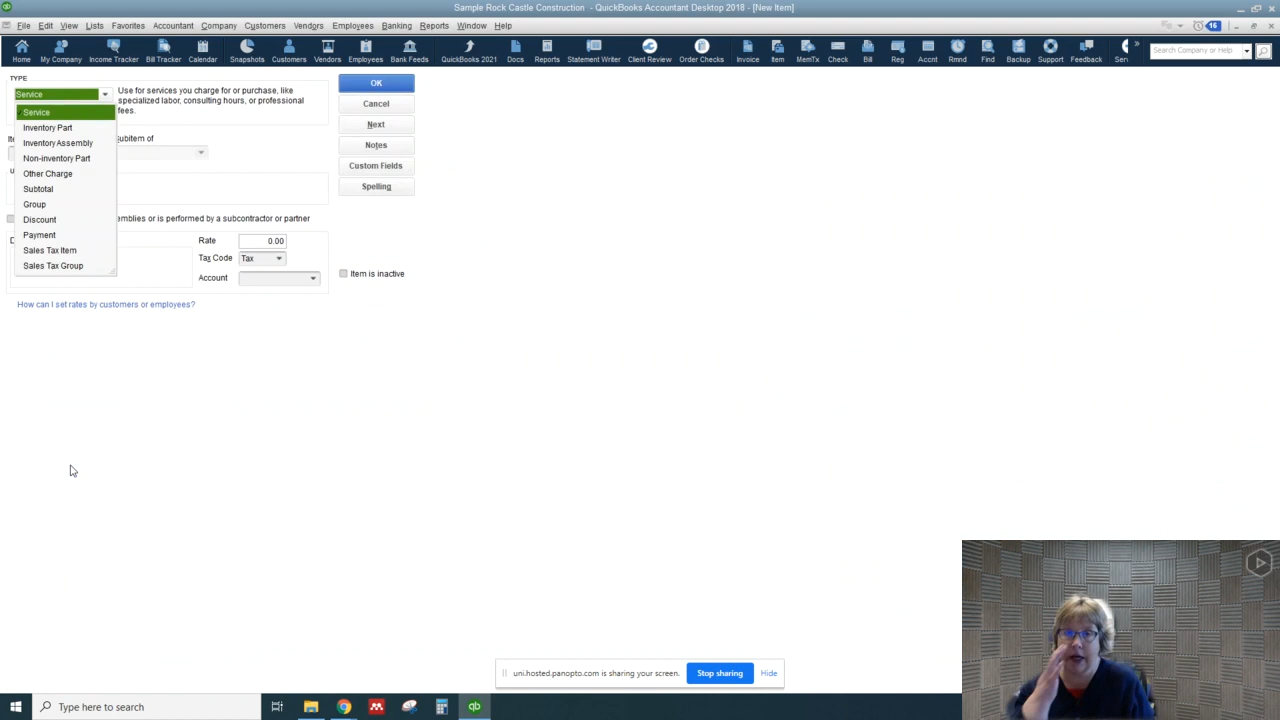 Sample Rock Castle Construction - QuickBooks Accountant Desktop 2018 - [New Item]
File Edit View Lists Favorites Accountant Company Customers Vendors Employees Banking Reports Window Help
16
Home My Company Income Tracker Bill Tracker Calendar Snapshots Customers Vendors Employees Bank Feeds QuickBooks 2021 Docs Reports Statement Writer Client Review Order Checks Invoice Item MemTx Check Bill Reg Accnt Rmnd Find Backup Support Feedback Serv
Search Company or Help
TYPE
Service
Use for services you charge for or purchase, like
specialized labor, consulting hours, or professional
fees.
Service
Inventory Part
Inventory Assembly
Non-inventory Part
Other Charge
Subtotal
Group
Discount
Payment
Sales Tax Item
Sales Tax Group
Subitem of
emblies or is performed by a subcontractor or partner
Rate 0.00
Tax Code Tax
Account
How can I set rates by customers or employees?
OK
Cancel
Next
Notes
Custom Fields
Spelling
Item is inactive
uni.hosted.panopto.com is sharing your screen. Stop sharing Hide
Type here to search
qb